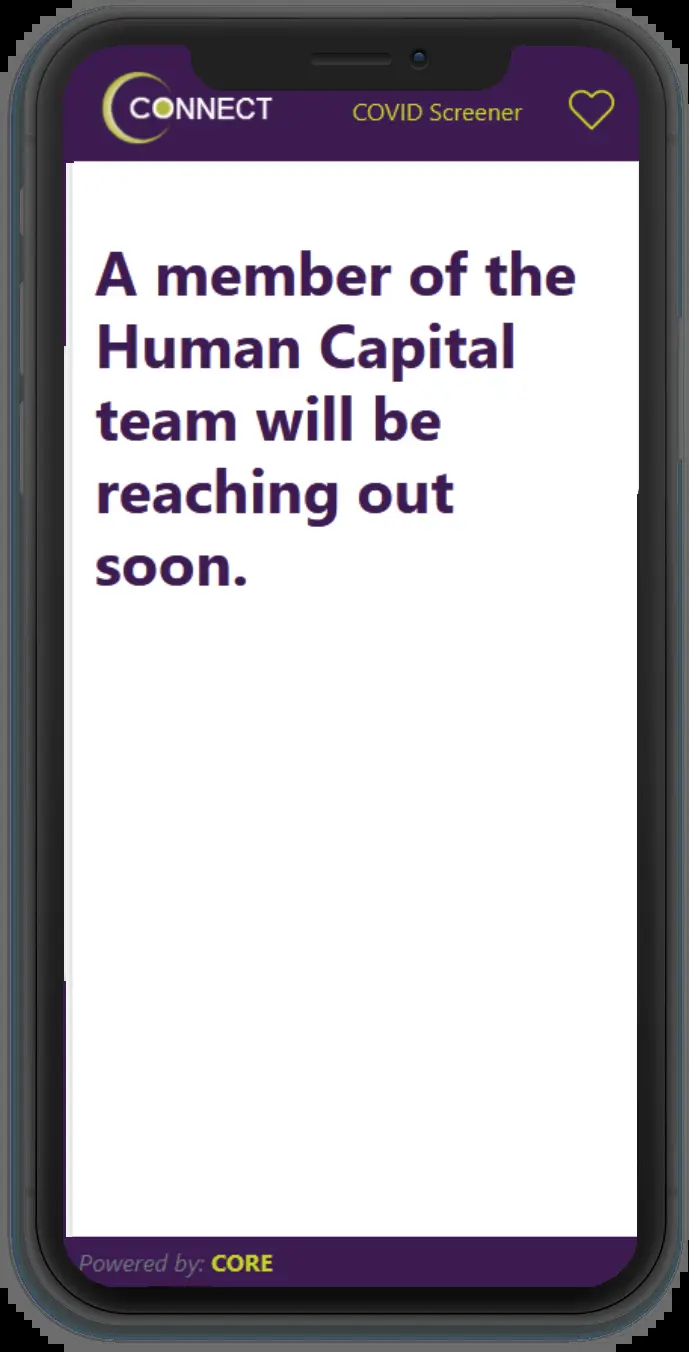 CONNECT
COVID Screener
A member of the
Human Capital
team will be
reaching out
soon.
Powered by: CORE